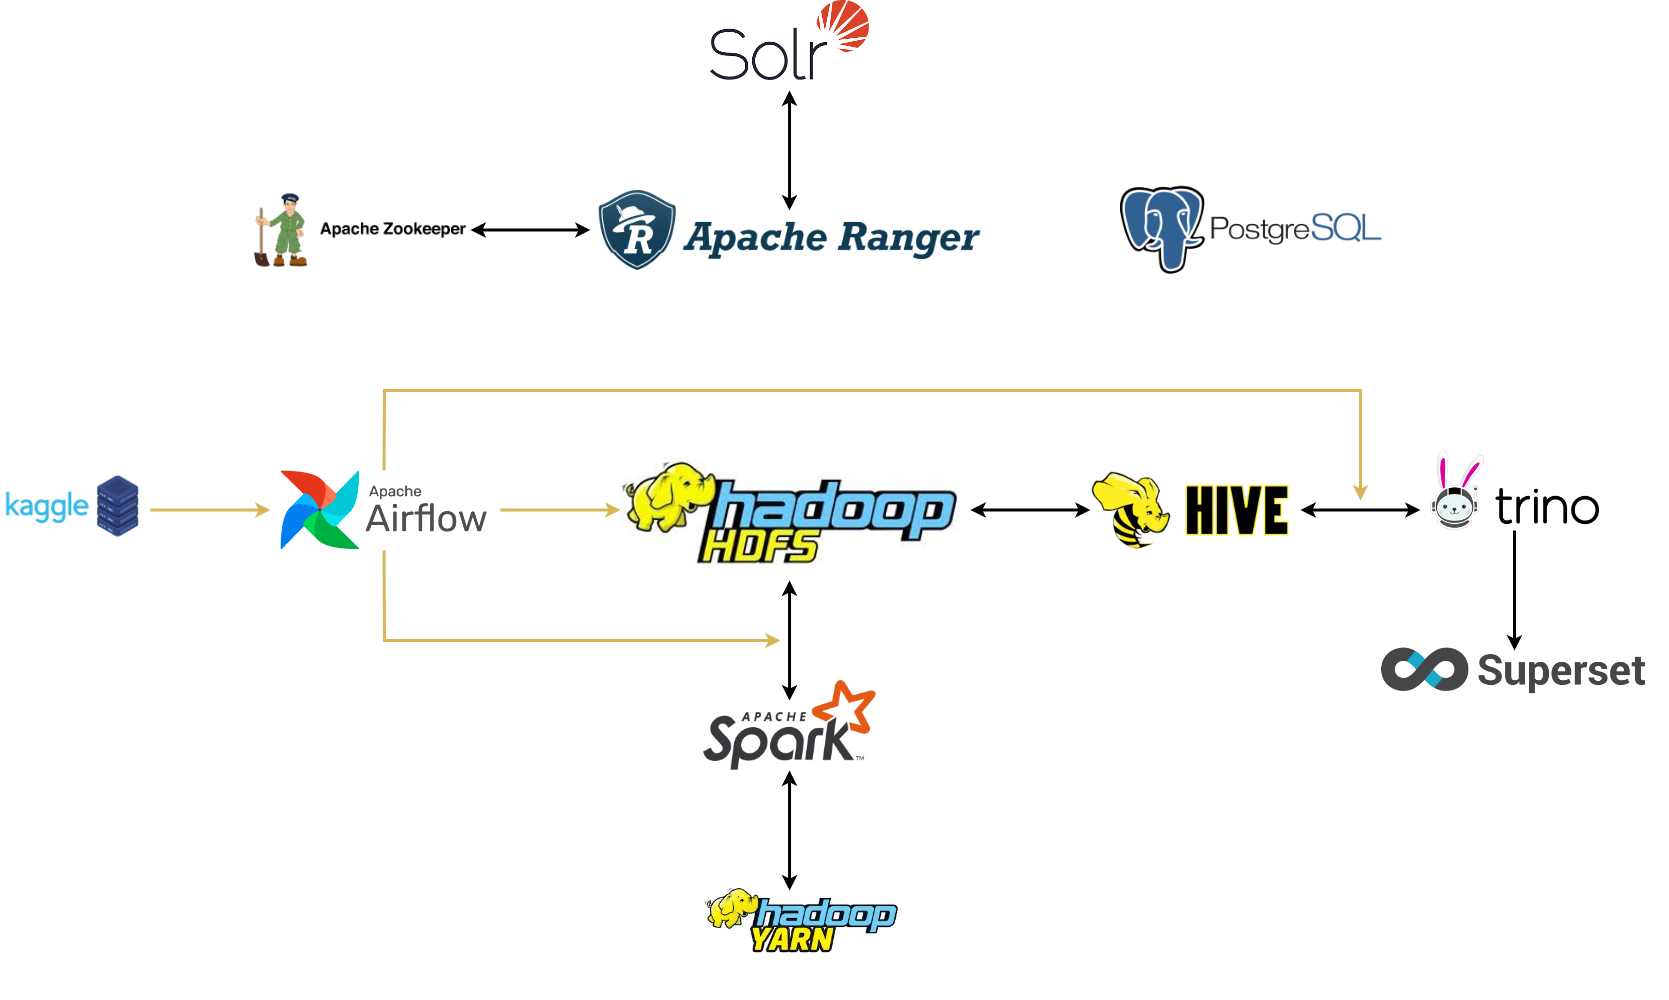 Solr
Apache Zookeeper
R
Apache Ranger
PostgreSQL
kaggle
Apache
Airflow
hadoop
HDFS
HIVE
trino
Superset
APACHE
Spark™
hadoop
YARN